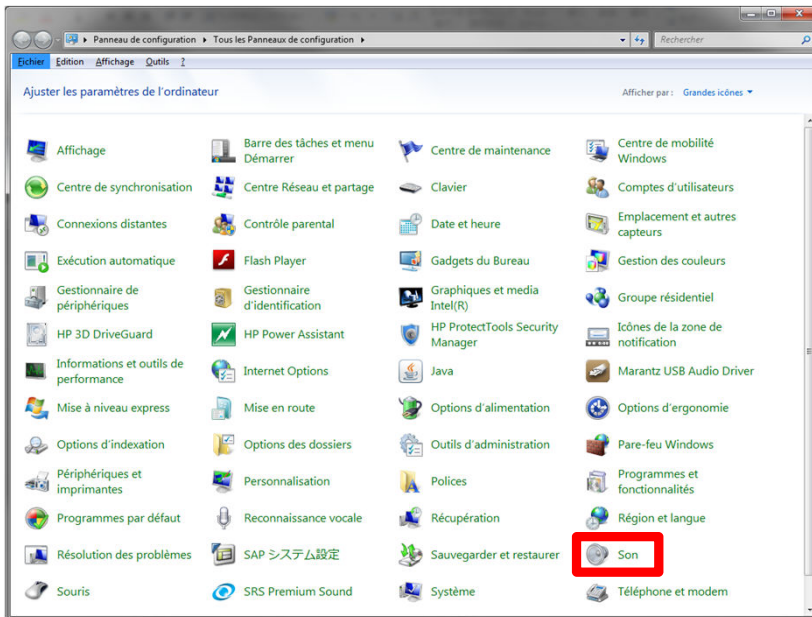 Panneau de configuration
Tous les Panneaux de configuration
Rechercher
Fichier Edition Affichage Outils ?
Ajuster les paramètres de l'ordinateur
Afficher par : Grandes icônes
Affichage
Barre des tâches et menu
Démarrer
Centre de maintenance
Centre de mobilité
Windows
Centre de synchronisation
Centre Réseau et partage
Clavier
Comptes d'utilisateurs
Connexions distantes
Contrôle parental
Date et heure
Emplacement et autres
capteurs
Exécution automatique
Flash Player
Gadgets du Bureau
Gestion des couleurs
Gestionnaire de
périphériques
Gestionnaire
d'identification
Graphiques et media
Intel(R)
Groupe résidentiel
HP 3D DriveGuard
HP Power Assistant
HP ProtectTools Security
Manager
Icônes de la zone de
notification
Informations et outils de
performance
Internet Options
Java
Marantz USB Audio Driver
Mise à niveau express
Mise en route
Options d'alimentation
Options d'ergonomie
Options d'indexation
Options des dossiers
Outils d'administration
Pare-feu Windows
Périphériques et
imprimantes
Personnalisation
Polices
Programmes et
fonctionnalités
Programmes par défaut
Reconnaissance vocale
Récupération
Région et langue
Résolution des problèmes
SAP システム設定
Sauvegarder et restaurer
Son
Souris
SRS Premium Sound
Système
Téléphone et modem